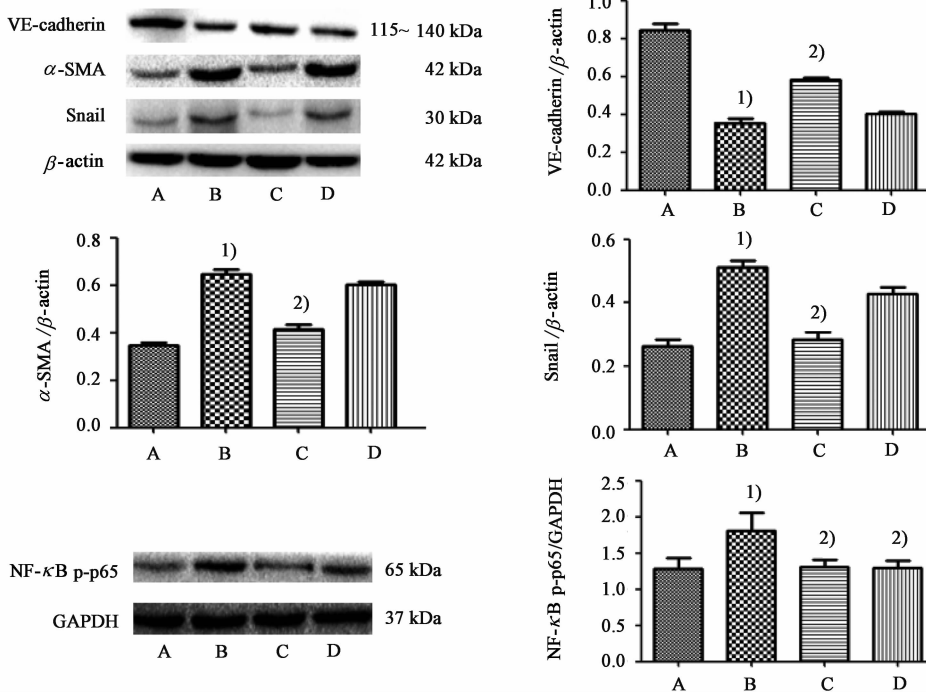 VE-cadherin
115~ 140 kDa
α-SMA
42 kDa
Snail
30 kDa
β-actin
42 kDa
A B C D
VE-cadherin/β-actin
1.0
0.8
0.6
0.4
0.2
0.0
1)
2)
A B C D
α-SMA/β-actin
0.8
0.6
0.4
0.2
0.0
1)
2)
A B C D
Snail/β-actin
0.6
0.4
0.2
0.0
1)
2)
A B C D
NF-κB p-p65
65 kDa
GAPDH
37 kDa
A B C D
NF-κB p-p65/GAPDH
2.5
2.0
1.5
1.0
0.5
0.0
1)
2)
2)
A B C D